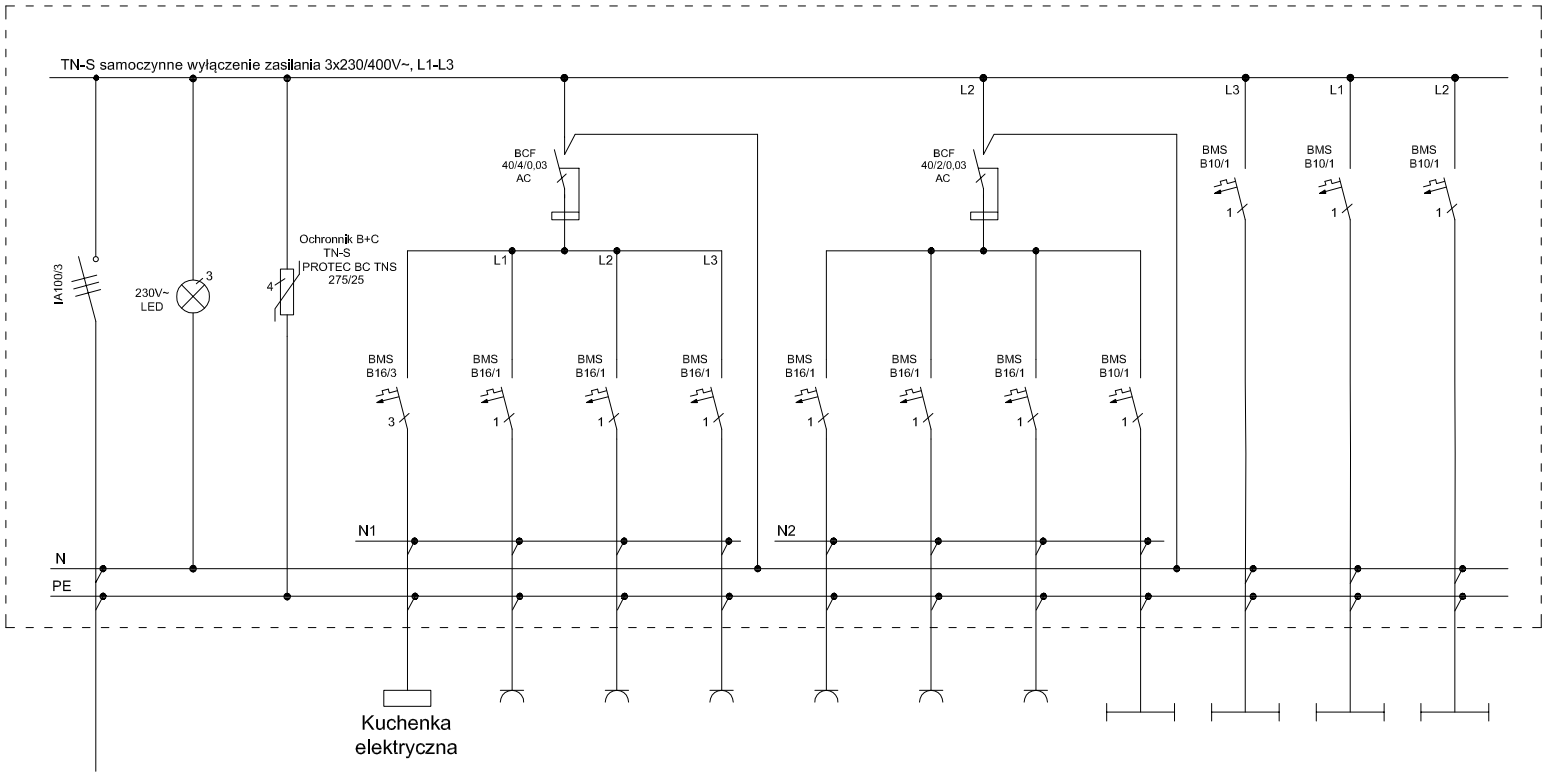 TN-S samoczynne wyłączenie zasilania 3x230/400V~, L1-L3
L2
L3
L1
L2
BCF
40/4/0,03
AC
BCF
40/2/0,03
AC
BMS
B10/1
1
BMS
B10/1
1
BMS
B10/1
1
IA100/3
230V~
LED
3
Ochronnik B+C
TN-S
PROTEC BC TNS
275/25
4
L1
L2
L3
BMS
B16/3
3
BMS
B16/1
1
BMS
B16/1
1
BMS
B16/1
1
BMS
B16/1
1
BMS
B16/1
1
BMS
B16/1
1
BMS
B10/1
1
N1
N2
N
PE
Kuchenka
elektryczna